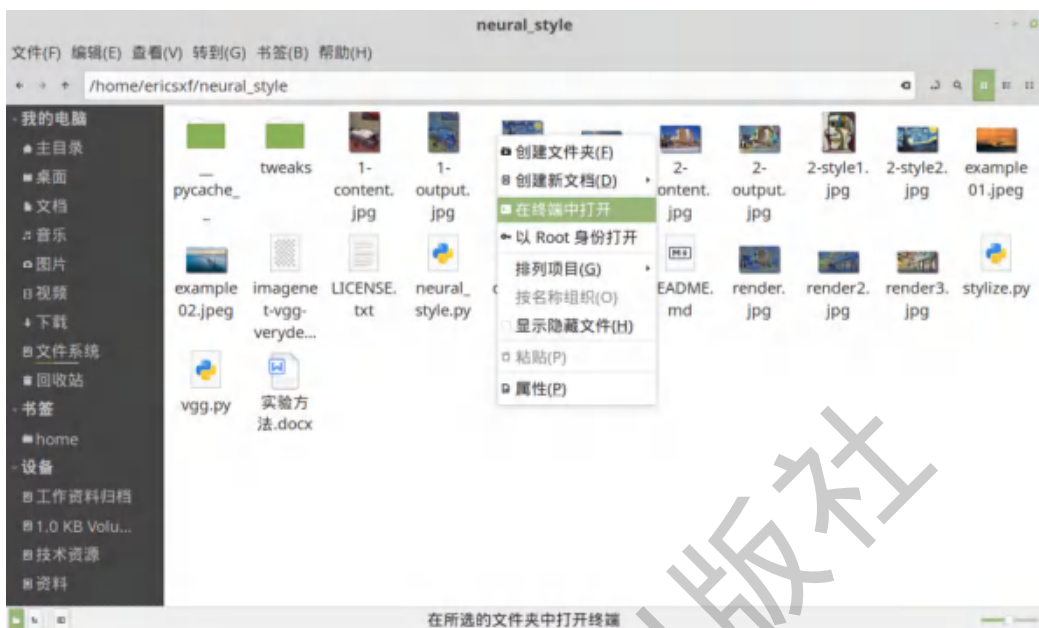 neural_style
文件(F) 编辑(E) 查看(V) 转到(G) 书签(B) 帮助(H)
/home/ericsxf/neural_style
我的电脑
主目录
桌面
文档
音乐
图片
视频
下载
文件系统
回收站
书签
home
设备
工作资料归档
1.0 KB Volu...
技术资源
资料
__
pycache_
_
tweaks
1-
content.
jpg
1-
output.
jpg
2-
ontent.
jpg
2-
output.
jpg
2-style1.
jpg
2-style2.
jpg
example
01.jpeg
example
02.jpeg
imagene
t-vgg-
veryde...
LICENSE.
txt
neural_
style.py
EADME.
md
render.
jpg
render2.
jpg
render3.
jpg
stylize.py
vgg.py
实验方
法.docx
创建文件夹(F)
创建新文档(D)
在终端中打开
以 Root 身份打开
排列项目(G)
按名称组织(O)
显示隐藏文件(H)
粘贴(P)
属性(P)
在所选的文件夹中打开终端
版社